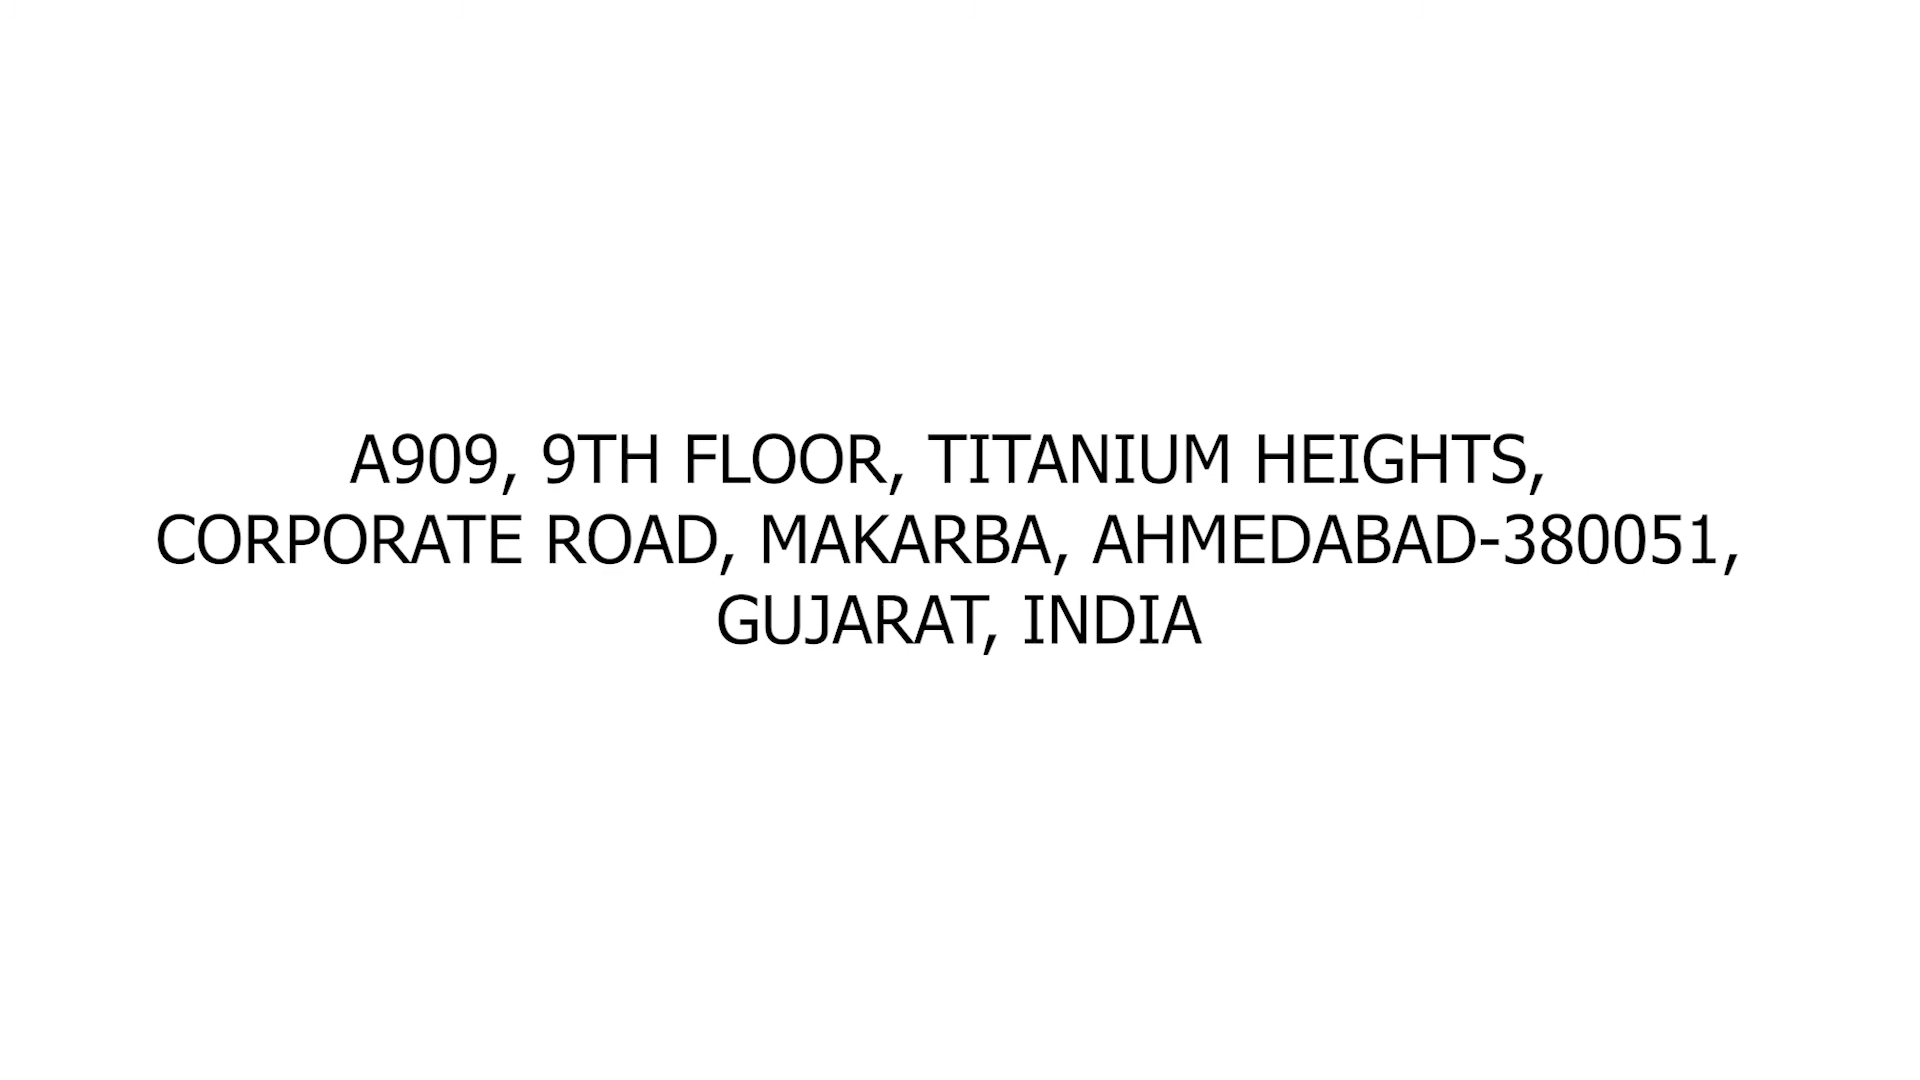 A909, 9TH FLOOR, TITANIUM HEIGHTS,
CORPORATE ROAD, MAKARBA, AHMEDABAD-380051,
GUJARAT, INDIA